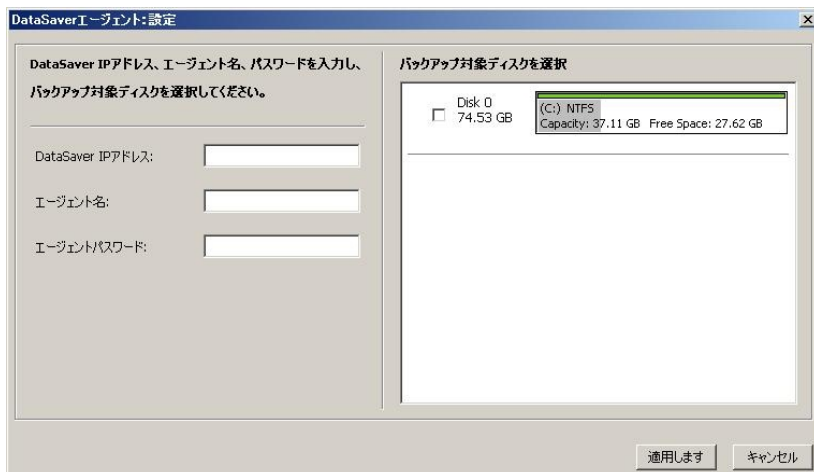 DataSaverエージェント:設定
DataSaver IPアドレス、エージェント名、パスワードを入力し、
バックアップ対象ディスクを選択してください。
DataSaver IPアドレス:
エージェント名:
エージェントパスワード:
バックアップ対象ディスクを選択
Disk 0
74.53 GB
(C:) NTFS
Capacity: 37.11 GB Free Space: 27.62 GB
適用します
キャンセル